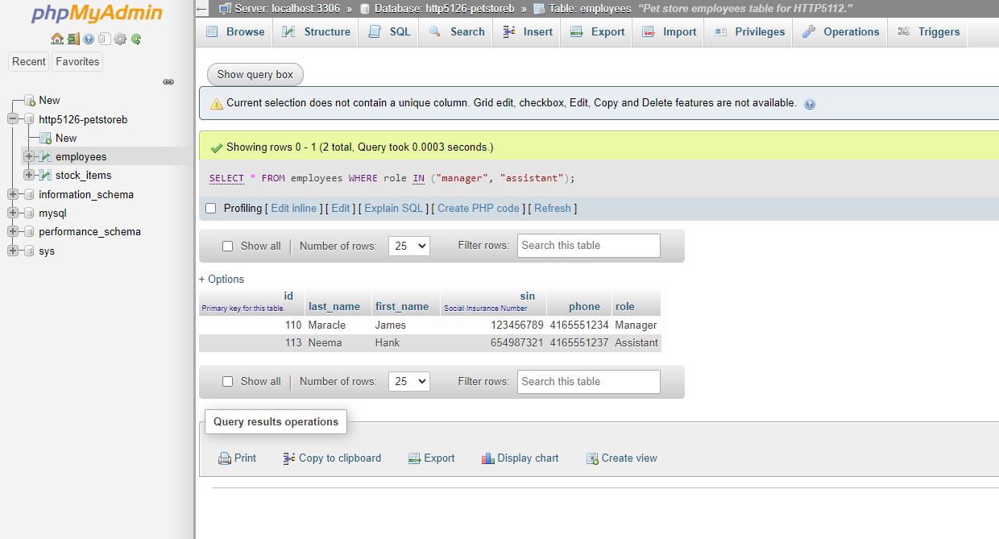 phpMyAdmin
Recent
Favorites
New
http5126-petstoreb
New
employees
stock_items
information_schema
mysql
performance_schema
sys
Server: localhost:3306 » Database: http5126-petstoreb » Table: employees "Pet store employees table for HTTP5112."
Browse Structure SQL Search Insert Export Import Privileges Operations Triggers
Show query box
Current selection does not contain a unique column. Grid edit, checkbox, Edit, Copy and Delete features are not available.
Showing rows 0 - 1 (2 total, Query took 0.0003 seconds.)
SELECT * FROM employees WHERE role IN ("manager", "assistant");
Profiling [ Edit inline ] [ Edit ] [ Explain SQL ] [ Create PHP code ] [ Refresh ]
Show all Number of rows: 25 Filter rows: Search this table
+ Options
id last_name first_name sin phone role
Primary key for this table. Social Insurance Number
110 Maracle James 123456789 4165551234 Manager
113 Neema Hank 654987321 4165551237 Assistant
Show all Number of rows: 25 Filter rows: Search this table
Query results operations
Print Copy to clipboard Export Display chart Create view